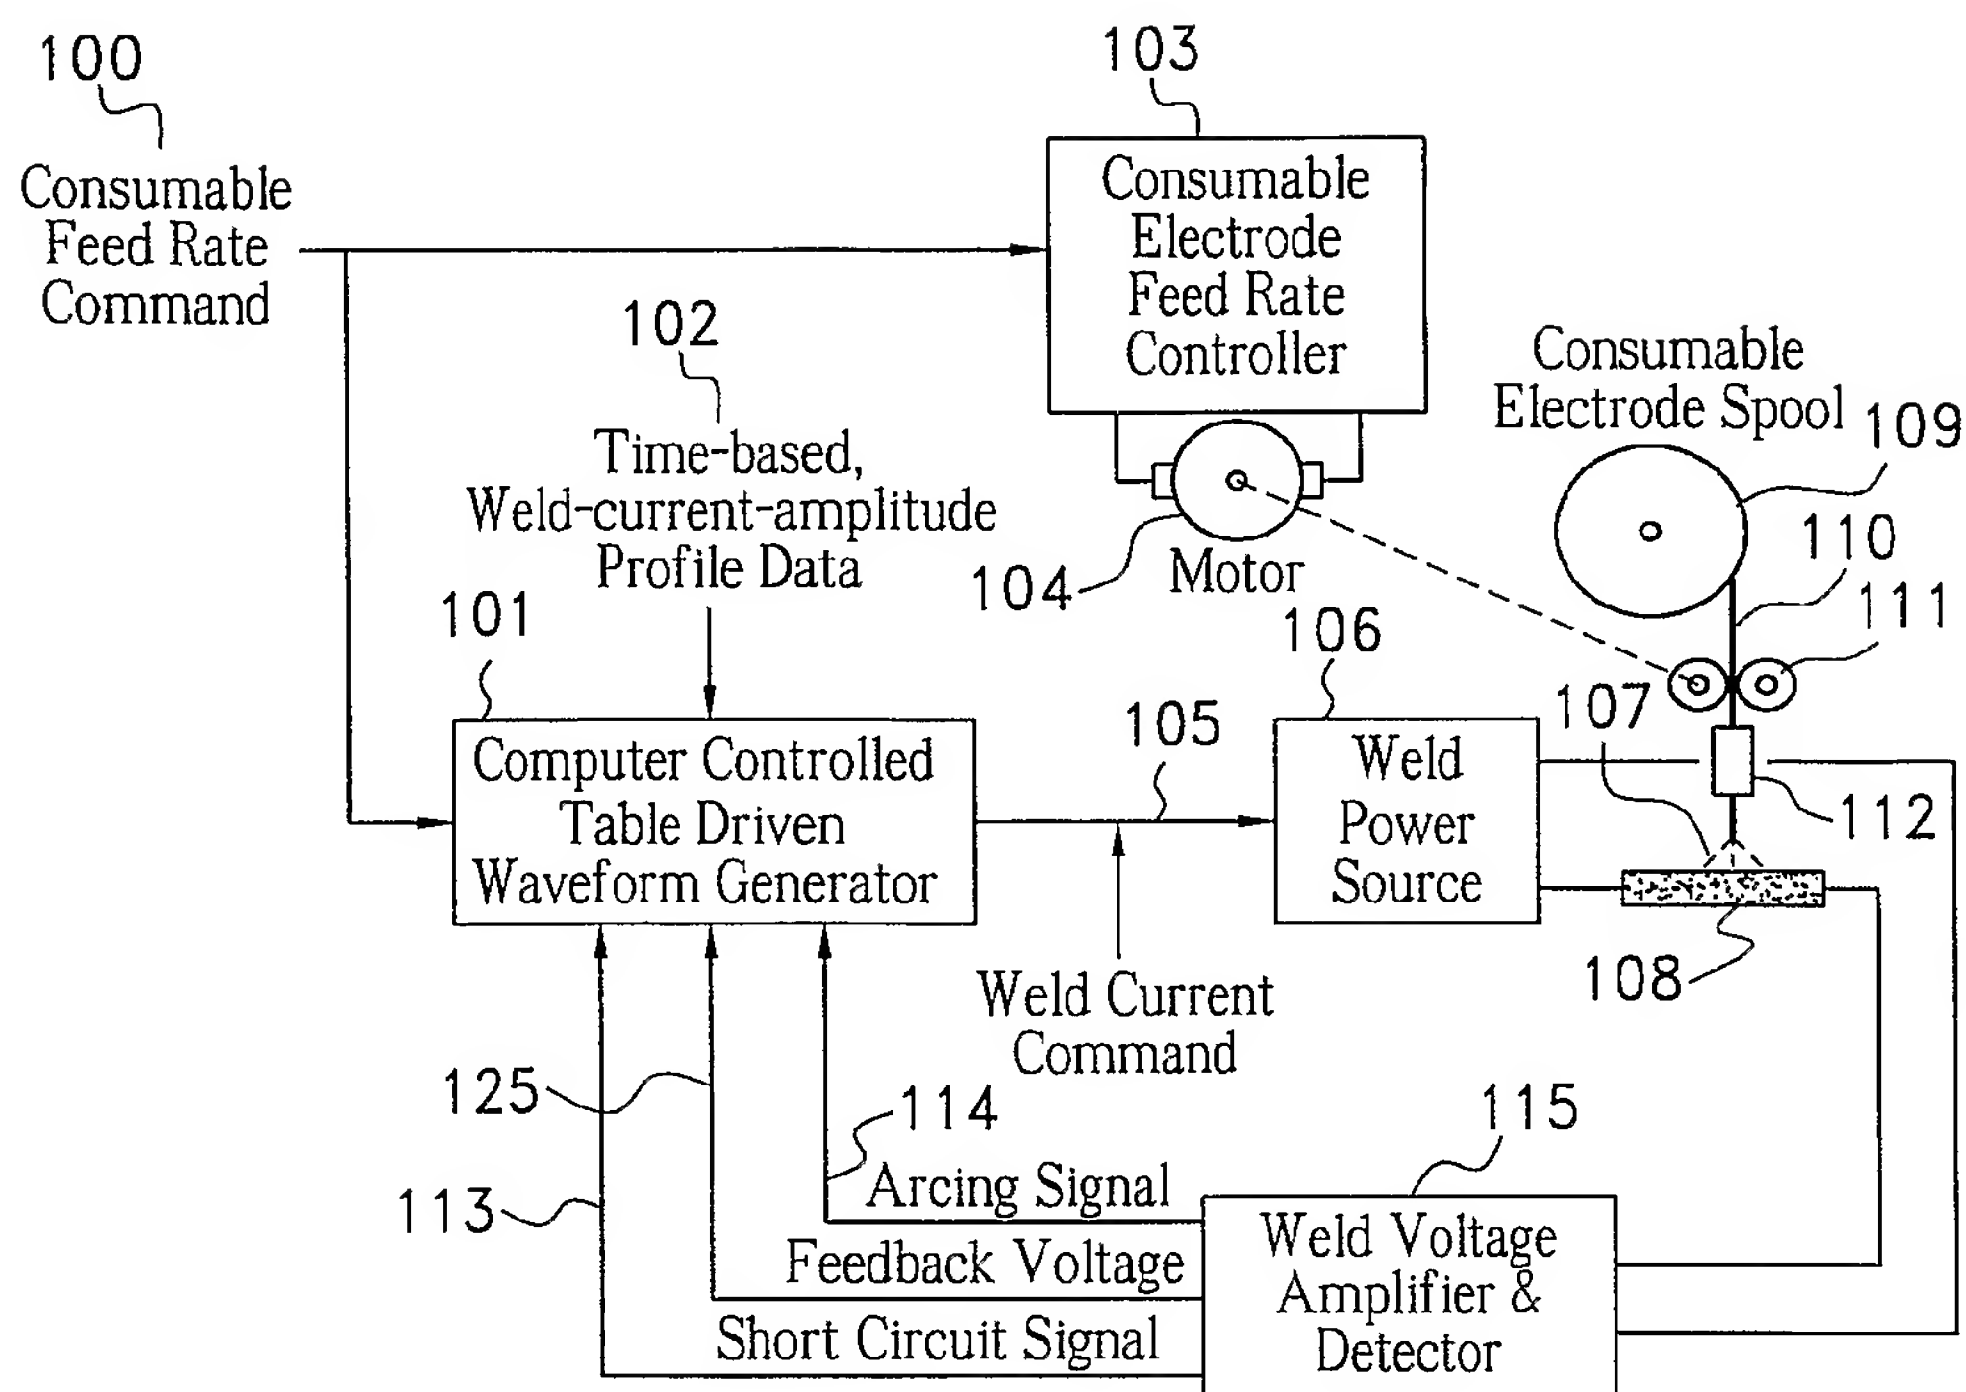 100
Consumable
Feed Rate
Command
103
Consumable
Electrode
Feed Rate
Controller
102
Time-based,
Weld-current-amplitude
Profile Data
104
Motor
Consumable
Electrode Spool
109
110
111
101
Computer Controlled
Table Driven
Waveform Generator
105
Weld Current
Command
106
Weld
Power
Source
107
112
108
125
114
113
Arcing Signal
Feedback Voltage
Short Circuit Signal
115
Weld Voltage
Amplifier &
Detector